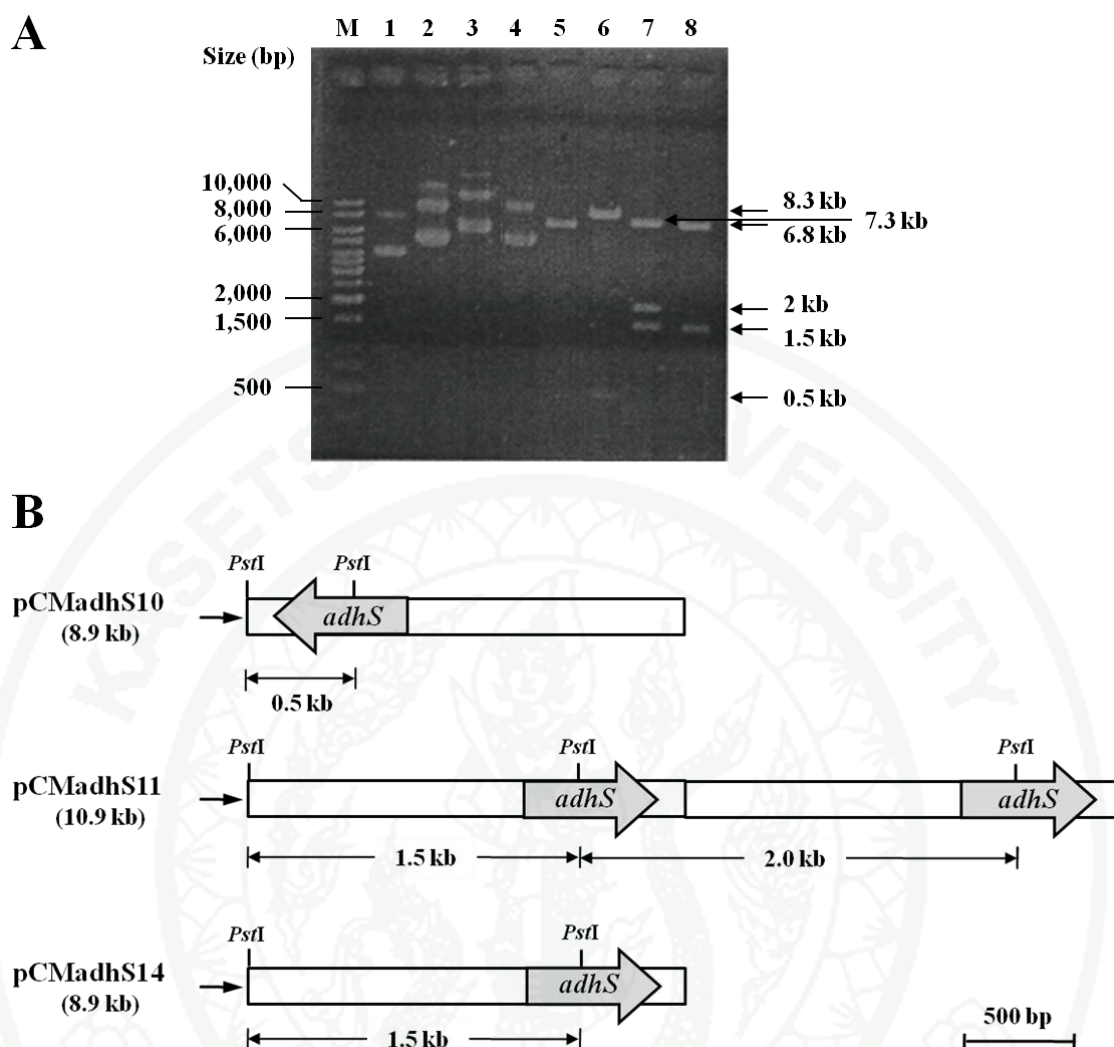 A
M 1 2 3 4 5 6 7 8
Size (bp)
10,000
8,000
6,000
2,000
1,500
500
8.3 kb
7.3 kb
6.8 kb
2 kb
1.5 kb
0.5 kb
B
PstI PstI
pCMadhS10
(8.9 kb)
adhS
0.5 kb
PstI PstI PstI
pCMadhS11
(10.9 kb)
adhS adhS
1.5 kb 2.0 kb
PstI PstI
pCMadhS14
(8.9 kb)
adhS
1.5 kb
500 bp